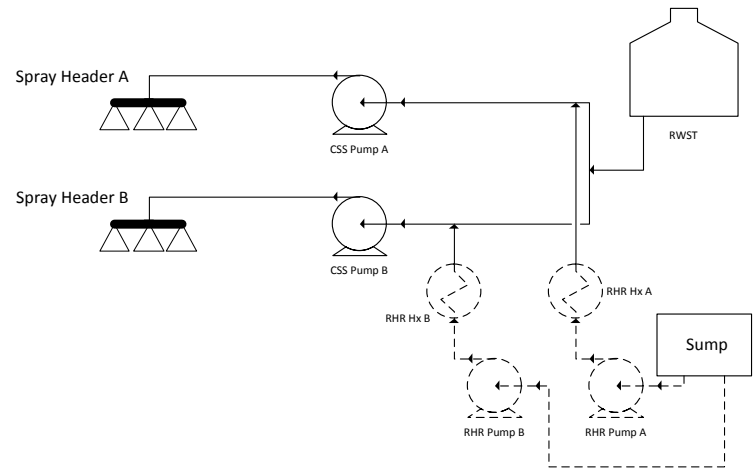 Spray Header A
CSS Pump A
RWST
Spray Header B
CSS Pump B
RHR Hx B
RHR Hx A
Sump
RHR Pump B
RHR Pump A